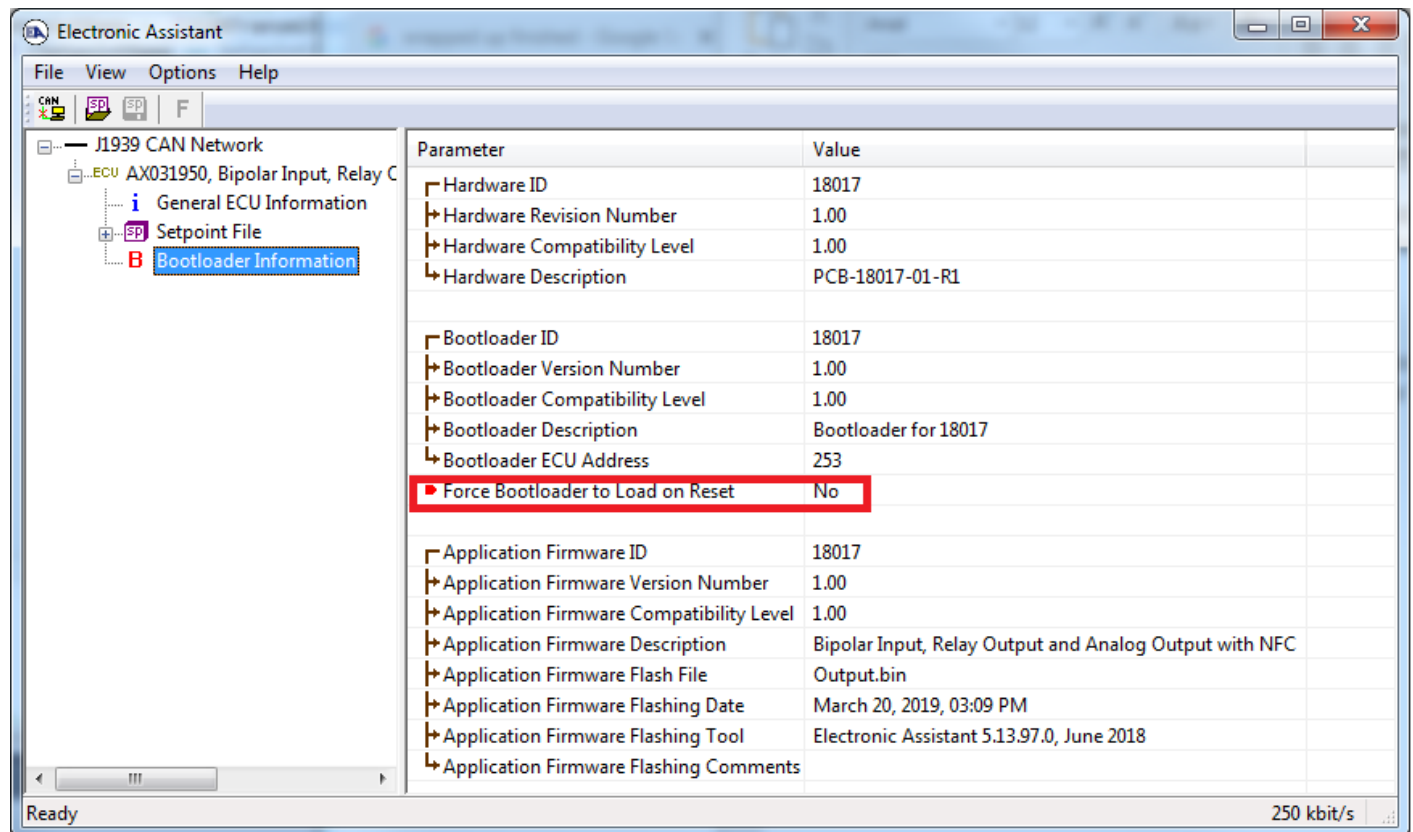 Electronic Assistant
File View Options Help
CAN SP SP F
J1939 CAN Network
ECU AX031950, Bipolar Input, Relay C
i General ECU Information
SP Setpoint File
B Bootloader Information
Parameter Value
Hardware ID 18017
Hardware Revision Number 1.00
Hardware Compatibility Level 1.00
Hardware Description PCB-18017-01-R1
Bootloader ID 18017
Bootloader Version Number 1.00
Bootloader Compatibility Level 1.00
Bootloader Description Bootloader for 18017
Bootloader ECU Address 253
Force Bootloader to Load on Reset No
Application Firmware ID 18017
Application Firmware Version Number 1.00
Application Firmware Compatibility Level 1.00
Application Firmware Description Bipolar Input, Relay Output and Analog Output with NFC
Application Firmware Flash File Output.bin
Application Firmware Flashing Date March 20, 2019, 03:09 PM
Application Firmware Flashing Tool Electronic Assistant 5.13.97.0, June 2018
Application Firmware Flashing Comments
Ready 250 kbit/s